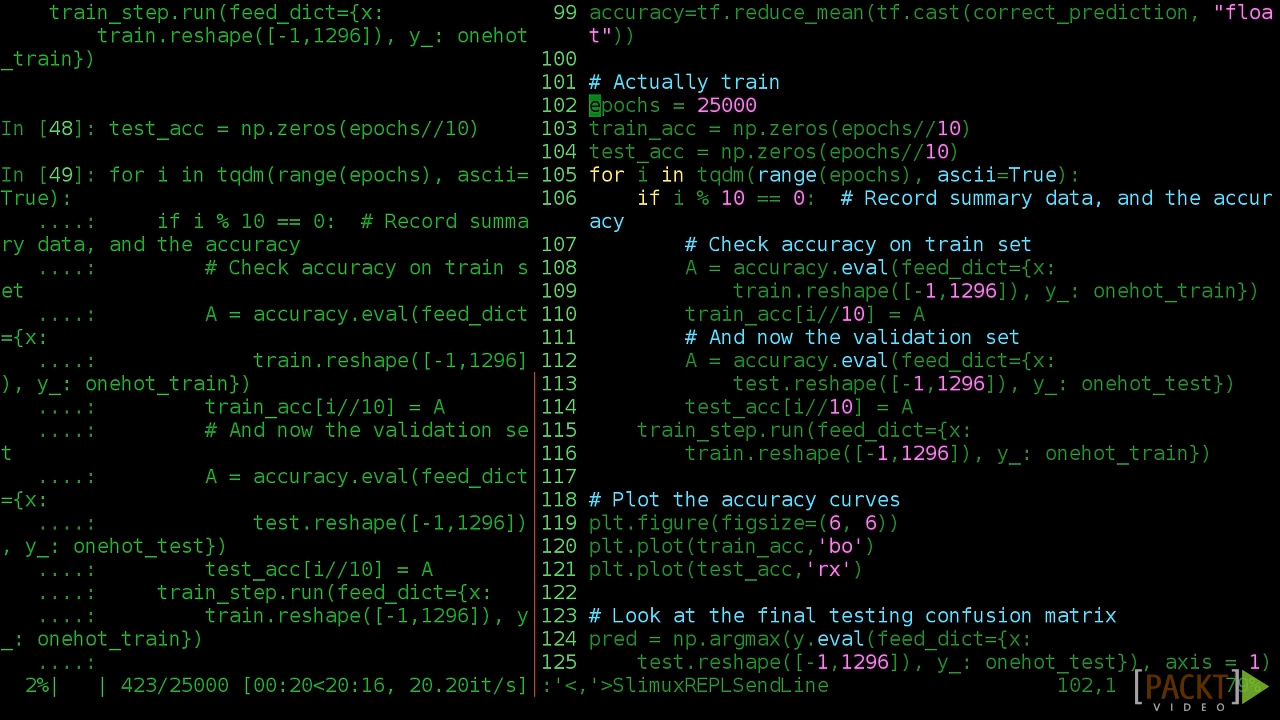 train_step.run(feed_dict={x:
        train.reshape([-1,1296]), y_: onehot
_train})
In [48]: test_acc = np.zeros(epochs//10)
In [49]: for i in tqdm(range(epochs), ascii=
True):
   ....:     if i % 10 == 0:  # Record summa
ry data, and the accuracy
   ....:         # Check accuracy on train s
et
   ....:         A = accuracy.eval(feed_dict
={x:
   ....:             train.reshape([-1,1296]
), y_: onehot_train})
   ....:         train_acc[i//10] = A
   ....:         # And now the validation se
t
   ....:         A = accuracy.eval(feed_dict
={x:
   ....:             test.reshape([-1,1296])
, y_: onehot_test})
   ....:         test_acc[i//10] = A
   ....:     train_step.run(feed_dict={x:
   ....:         train.reshape([-1,1296]), y
_: onehot_train})
   ....:
  2%|   | 423/25000 [00:20<20:16, 20.20it/s]
 99 accuracy=tf.reduce_mean(tf.cast(correct_prediction, "floa
    t"))
100
101 # Actually train
102 epochs = 25000
103 train_acc = np.zeros(epochs//10)
104 test_acc = np.zeros(epochs//10)
105 for i in tqdm(range(epochs), ascii=True):
106     if i % 10 == 0:  # Record summary data, and the accur
    acy
107         # Check accuracy on train set
108         A = accuracy.eval(feed_dict={x:
109             train.reshape([-1,1296]), y_: onehot_train})
110         train_acc[i//10] = A
111         # And now the validation set
112         A = accuracy.eval(feed_dict={x:
113             test.reshape([-1,1296]), y_: onehot_test})
114         test_acc[i//10] = A
115     train_step.run(feed_dict={x:
116         train.reshape([-1,1296]), y_: onehot_train})
117
118 # Plot the accuracy curves
119 plt.figure(figsize=(6, 6))
120 plt.plot(train_acc,'bo')
121 plt.plot(test_acc,'rx')
122
123 # Look at the final testing confusion matrix
124 pred = np.argmax(y.eval(feed_dict={x:
125     test.reshape([-1,1296]), y_: onehot_test}), axis = 1)
:'<,'>SlimuxREPLSendLine                   102,1
[PACKT]
VIDEO